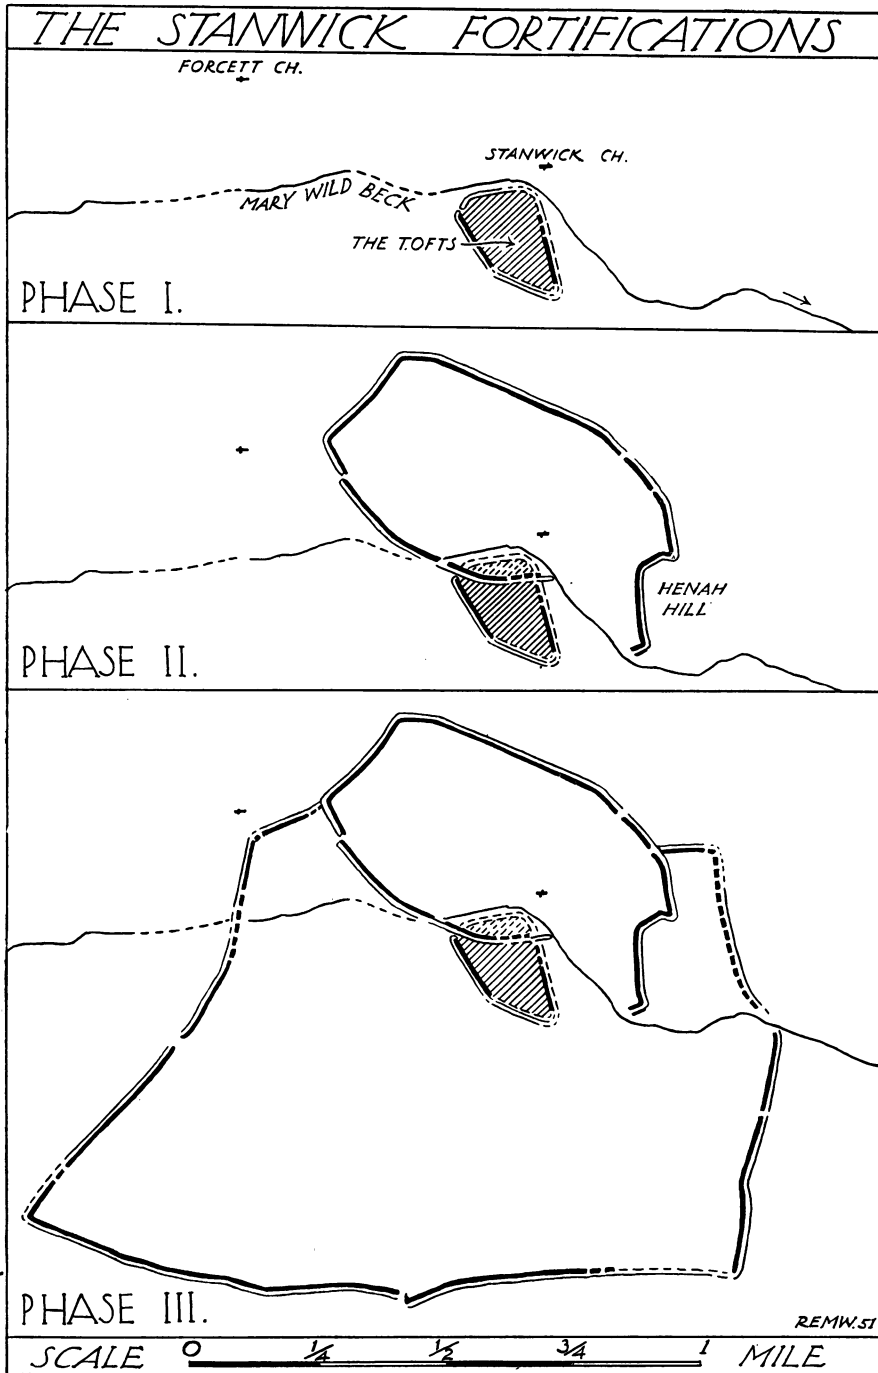 THE STANWICK FORTIFICATIONS
FORCETT CH.
STANWICK CH.
MARY WILD BECK
THE TOFTS
PHASE I.
HENAH
HILL
PHASE II.
PHASE III.
REMW.51
SCALE 0 1/4 1/2 3/4 1 MILE